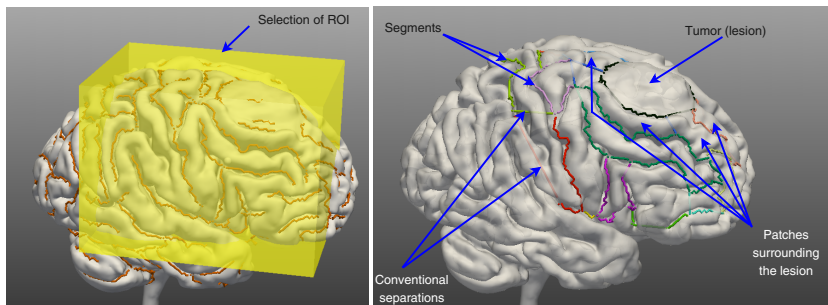 Selection of ROI
Segments
Tumor (lesion)
Conventional
separations
Patches
surrounding
the lesion